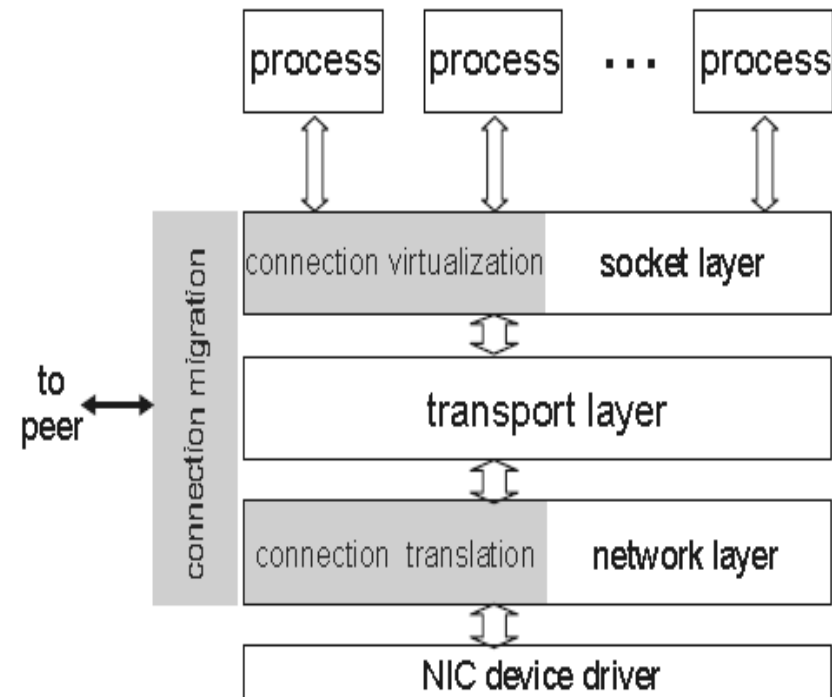 process process ... process
connection virtualization socket layer
connection migration
to
peer
transport layer
connection translation network layer
NIC device driver